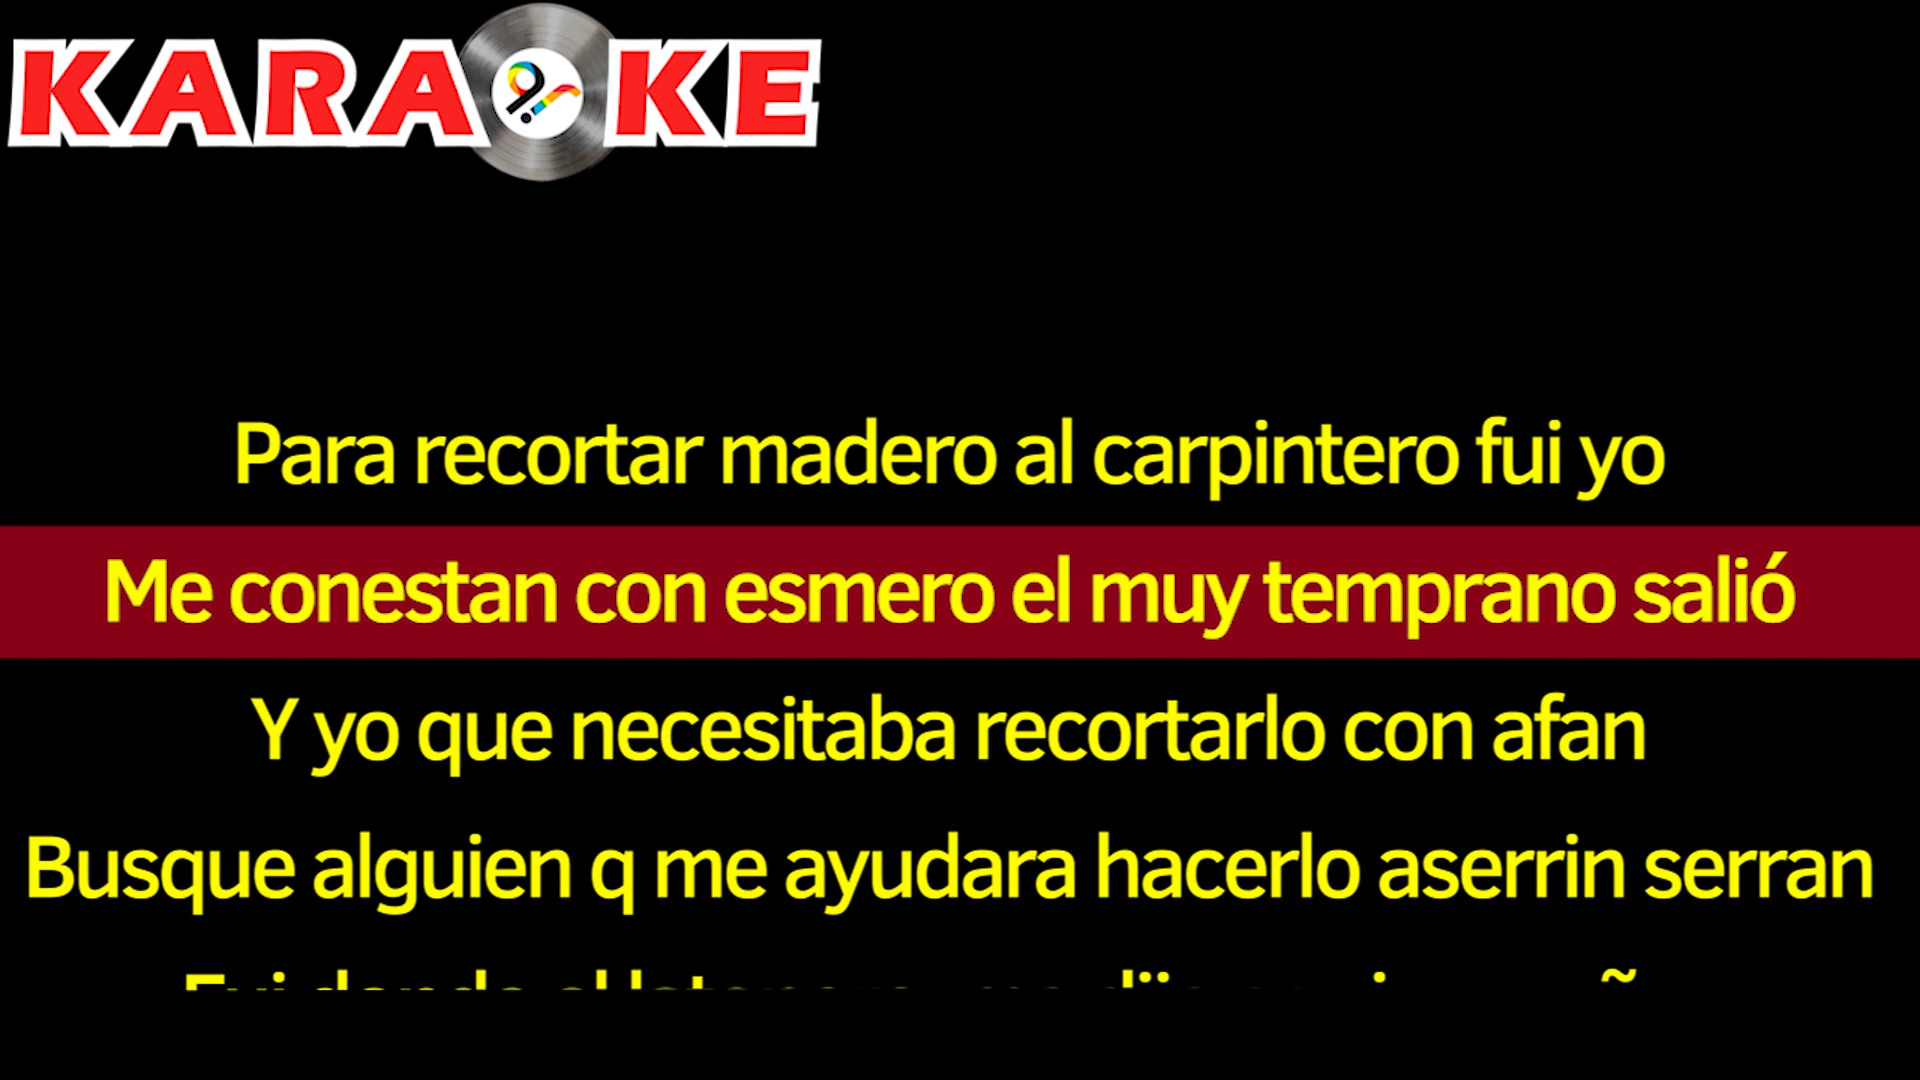 KARAOKE
Para recortar madero al carpintero fui yo
Me conestan con esmero el muy temprano salió
Y yo que necesitaba recortarlo con afan
Busque alguien q me ayudara hacerlo aserrin serran